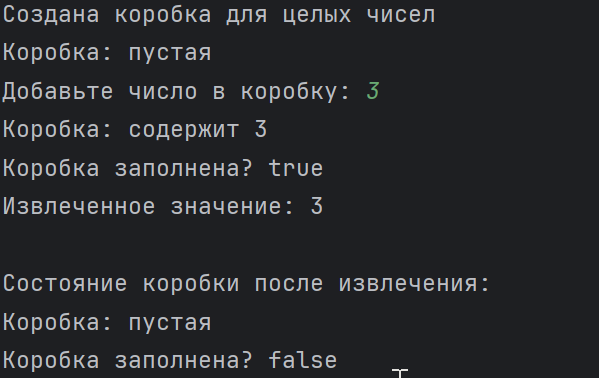 Создана коробка для целых чисел
Коробка: пустая
Добавьте число в коробку: 3
Коробка: содержит 3
Коробка заполнена? true
Извлеченное значение: 3
Состояние коробки после извлечения:
Коробка: пустая
Коробка заполнена? false